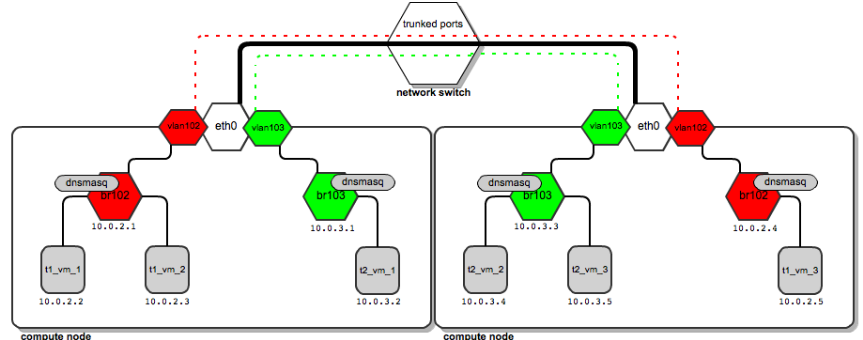 trunked ports
network switch
vlan102
eth0
vlan103
vlan103
eth0
vlan102
dnsmasq
br102
10.0.2.1
dnsmasq
br103
10.0.3.1
dnsmasq
br103
10.0.3.3
dnsmasq
br102
10.0.2.4
t1_vm_1
10.0.2.2
t1_vm_2
10.0.2.3
t2_vm_1
10.0.3.2
t2_vm_2
10.0.3.4
t2_vm_3
10.0.3.5
t1_vm_3
10.0.2.5
compute node
compute node